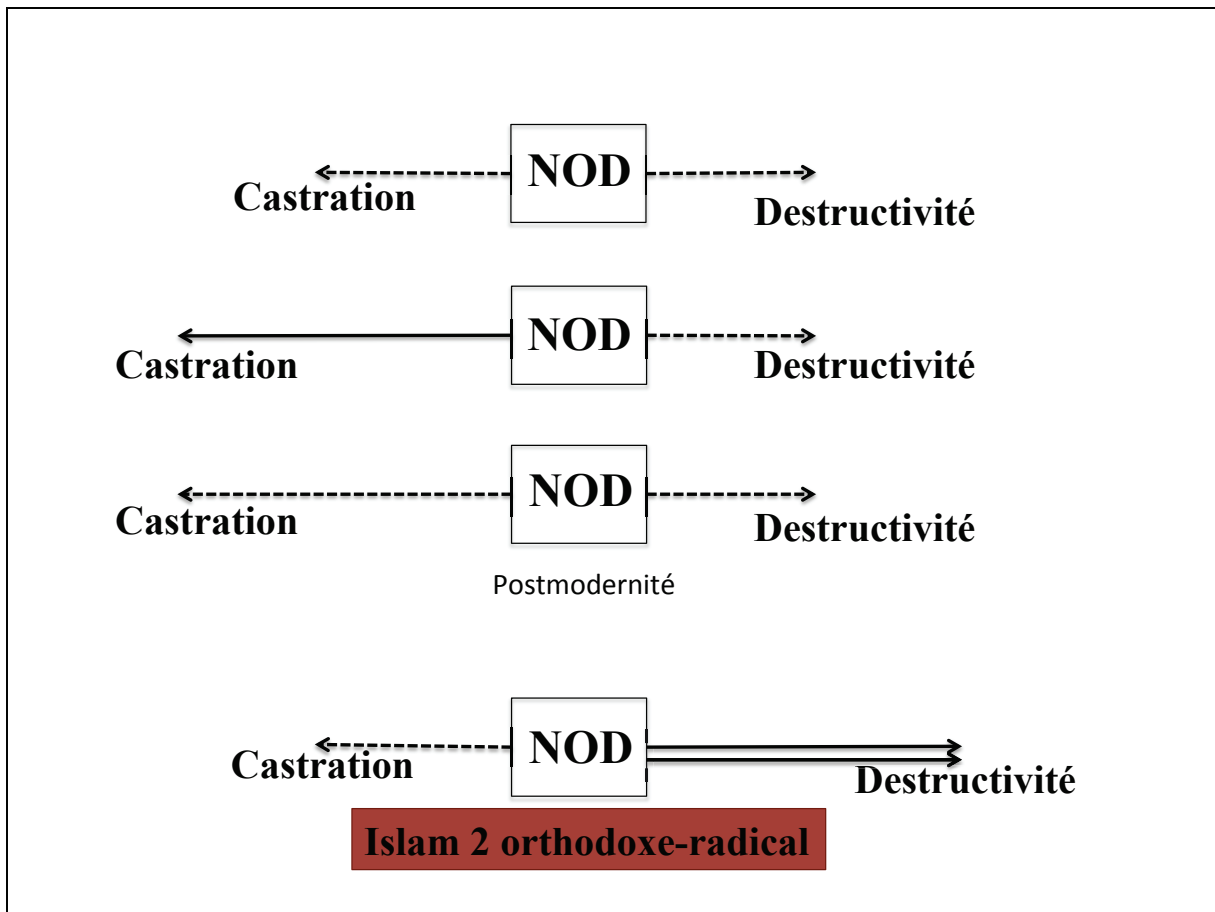 NOD
Castration
Destructivité
NOD
Castration
Destructivité
NOD
Castration
Destructivité
Postmodernité
NOD
Castration
Destructivité
Islam 2 orthodoxe-radical